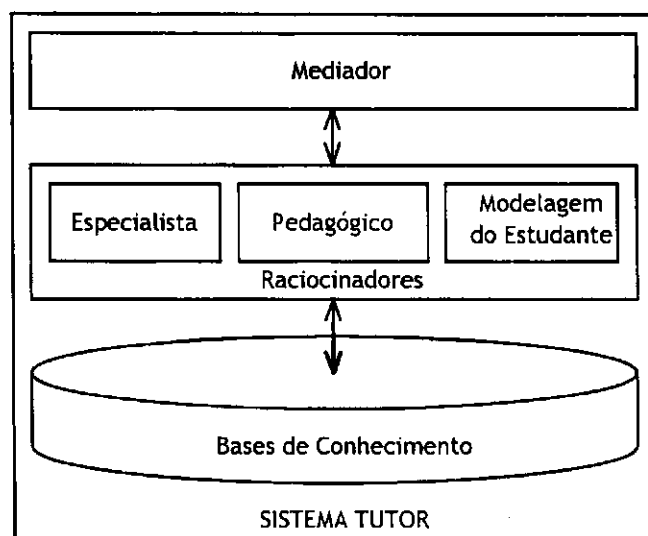 Mediador
Especialista
Pedagógico
Modelagem
do Estudante
Raciocinadores
Bases de Conhecimento
SISTEMA TUTOR